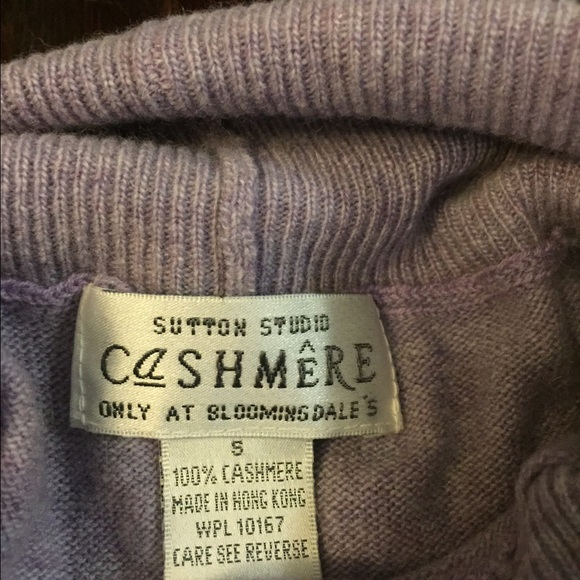 SUTTON STUDIO
CASHMÊRE
ONLY AT BLOOMINGDALE'S
S
100% CASHMERE
MADE IN HONG KONG
WPL 10167
CARE SEE REVERSE